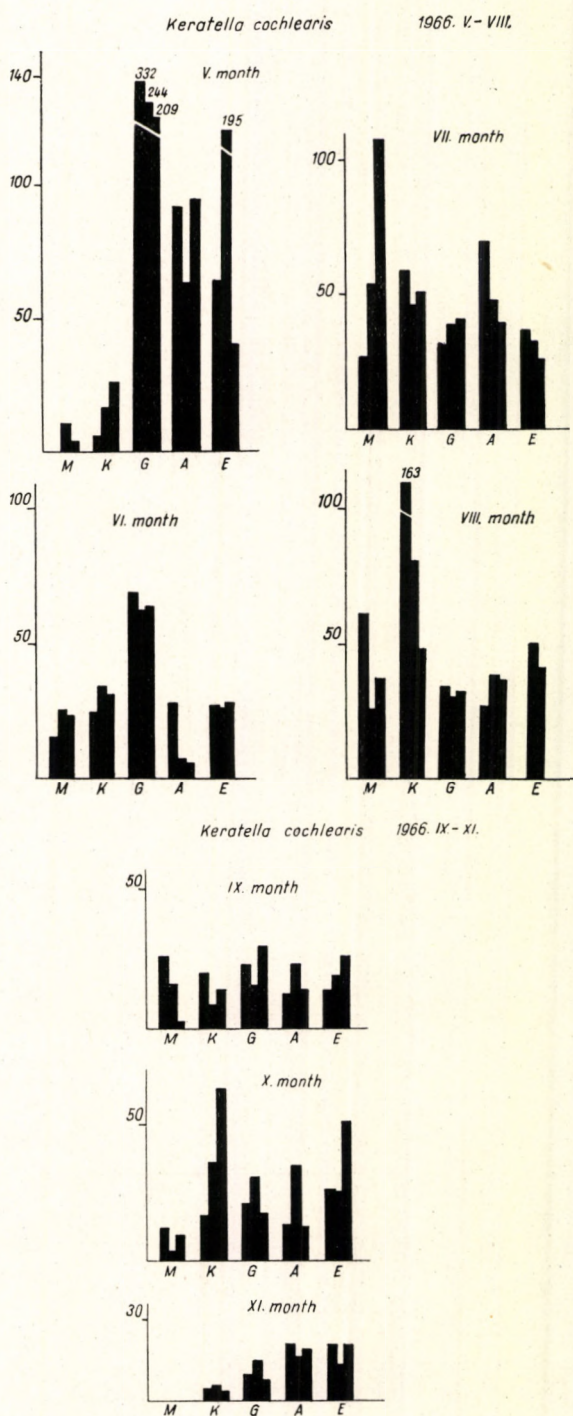 Keratella cochlearis 1966. V.-VIII.
140
100
50
332
244
209
195
V. month
M K G A E
100
50
VII. month
M K G A E
100
50
VI. month
M K G A E
100
50
163
VIII. month
M K G A E
Keratella cochlearis 1966. IX-XI.
50
IX. month
M K G A E
50
X. month
M K G A E
30
XI. month
M K G A E